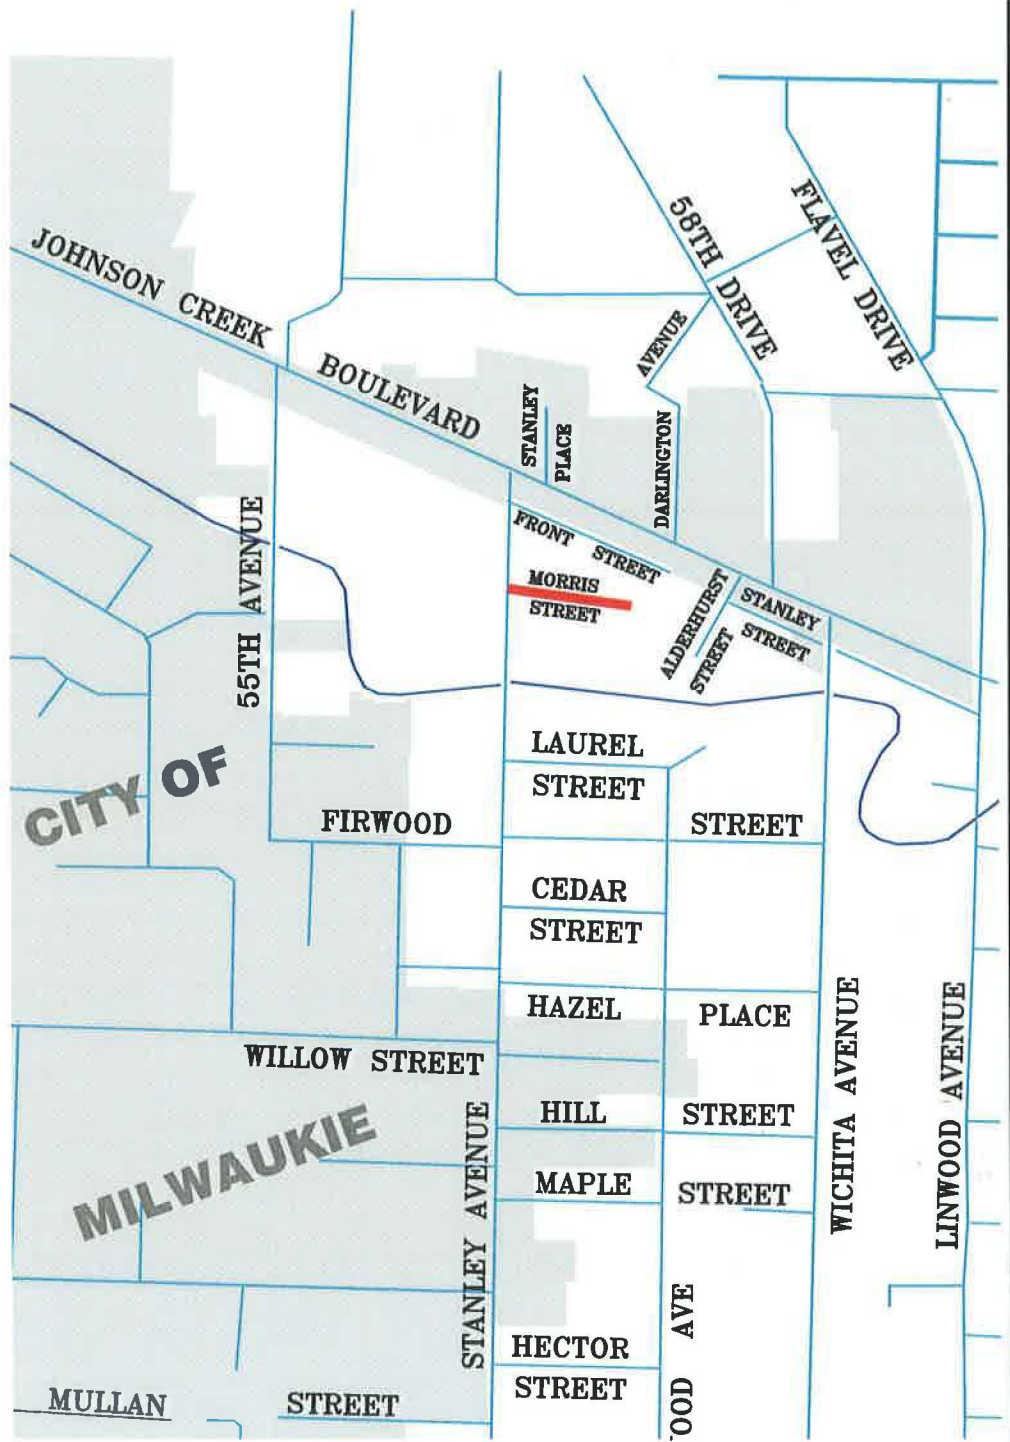 JOHNSON CREEK
BOULEVARD
58TH DRIVE
FLAVEL DRIVE
AVENUE
DARLINGTON
STANLEY
PLACE
FRONT STREET
MORRIS
STREET
ALDERHURST
STREET
STANLEY
STREET
55TH AVENUE
CITY OF
LAUREL
STREET
FIRWOOD
STREET
CEDAR
STREET
HAZEL
PLACE
WILLOW STREET
HILL
STREET
MILWAUKIE
MAPLE
STREET
STANLEY AVENUE
WICHITA AVENUE
LINWOOD AVENUE
HECTOR
STREET
AVE
MULLAN
STREET